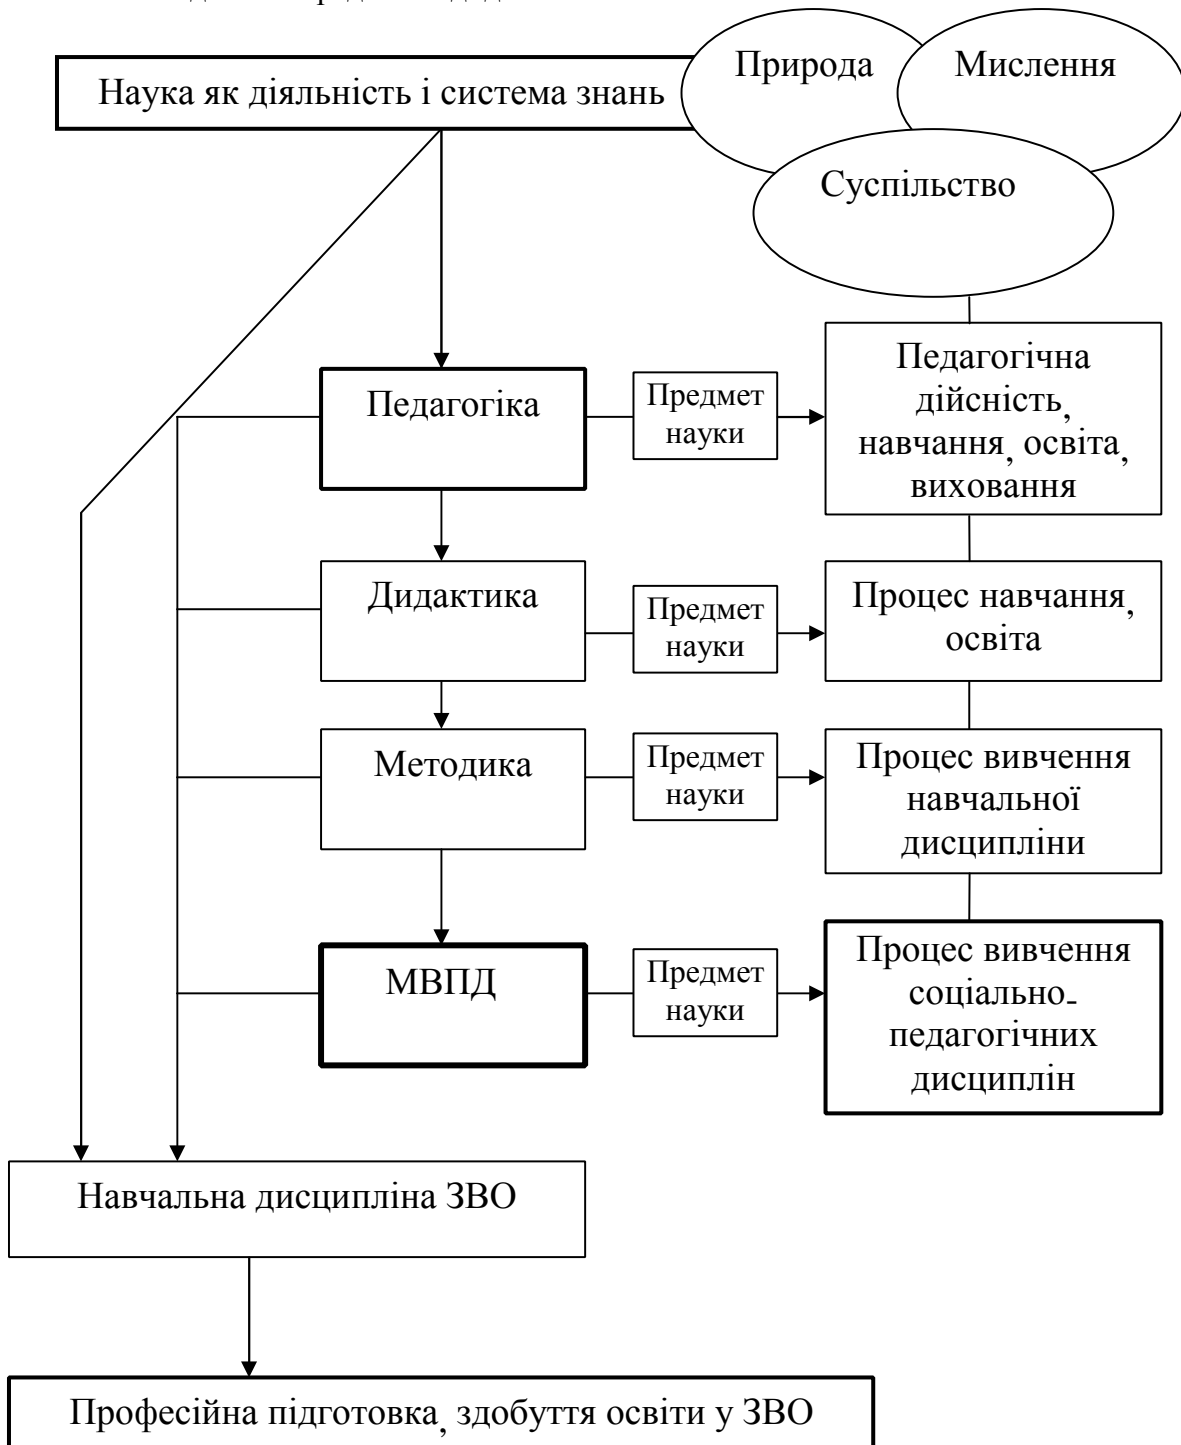 Природа
Мислення
Наука як діяльність і система знань
Суспільство
Педагогіка
Предмет
науки
Педагогічна
дійсність,
навчання, освіта,
виховання
Дидактика
Предмет
науки
Процес навчання,
освіта
Методика
Предмет
науки
Процес вивчення
навчальної
дисципліни
МВПД
Предмет
науки
Процес вивчення
соціально-
педагогічних
дисциплін
Навчальна дисципліна ЗВО
Професійна підготовка, здобуття освіти у ЗВО